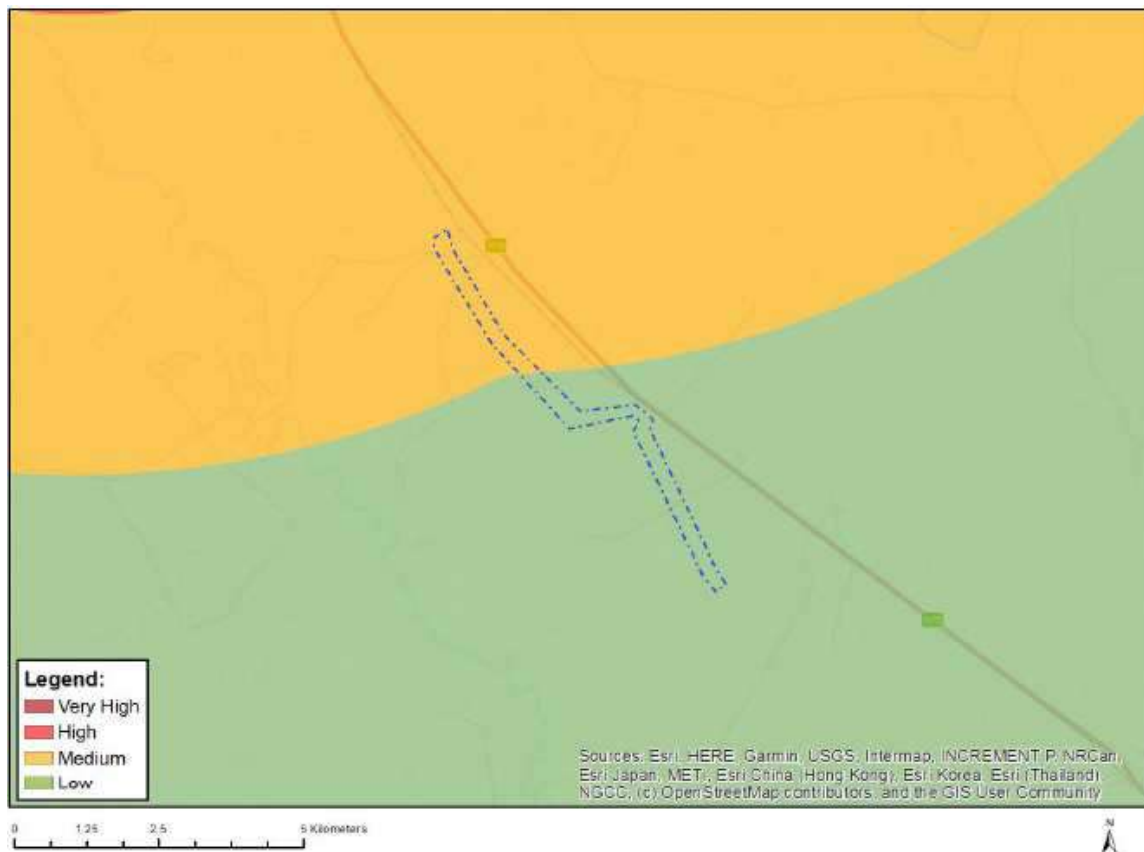 Legend:
Very High
High
Medium
Low
Sources: Esri, HERE, Garmin, USGS, Intermap, INCREMENT P, NRCan,
Esri Japan, METI, Esri China (Hong Kong), Esri Korea, Esri (Thailand),
NGCC, (c) OpenStreetMap contributors, and the GIS User Community
0 1.25 2.5 5 Kilometers
N